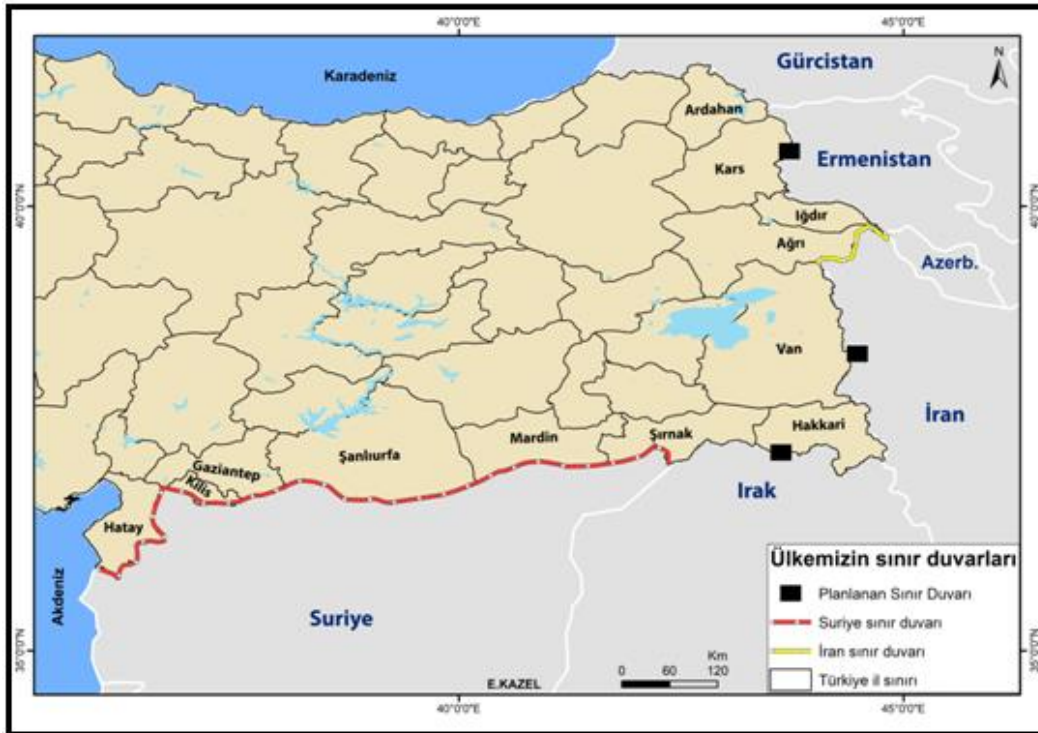 40°0'0"E
45°0'0"E
Karadeniz
Gürcistan
N
Ardahan
Ermenistan
Kars
40°0'0"N
40°0'0"N
Iğdır
Ağrı
Azerb.
Van
İran
Hakkari
Mardin
Şırnak
Şanlıurfa
Gaziantep
Kilis
Irak
Hatay
Akdeniz
Suriye
Ülkemizin sınır duvarları
Planlanan Sınır Duvarı
Suriye sınır duvarı
İran sınır duvarı
Türkiye il sınırı
Km
0 60 120
E.KAZEL
35°0'0"N
35°0'0"N
40°0'0"E
45°0'0"E